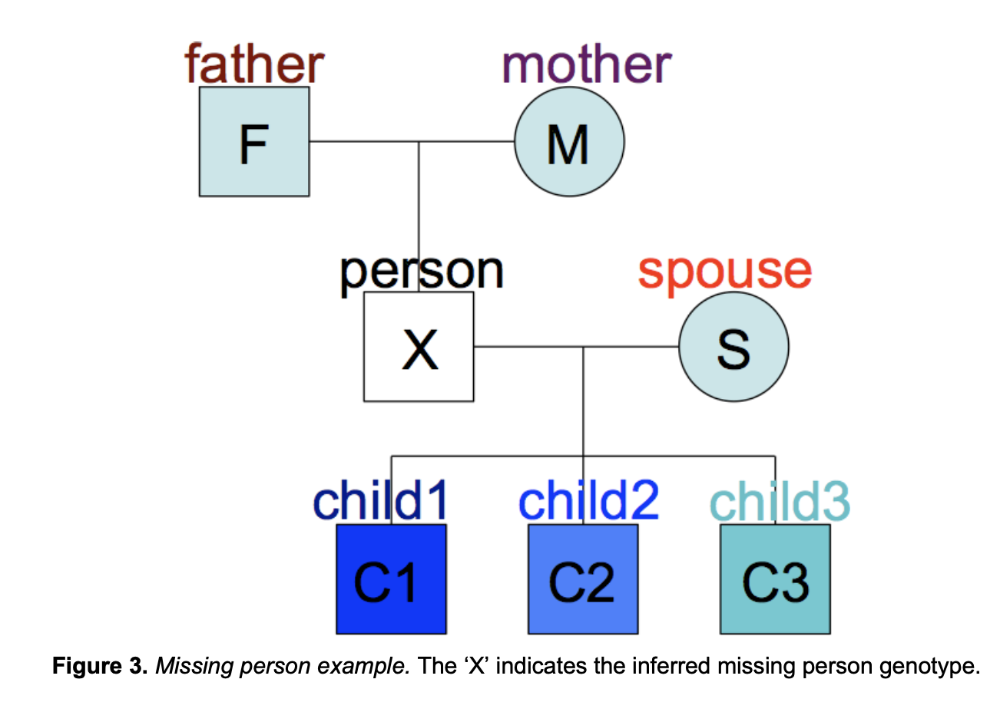 father mother
F M
person spouse
X S
child1 child2 child3
C1 C2 C3
Figure 3. Missing person example. The ‘X’ indicates the inferred missing person genotype.